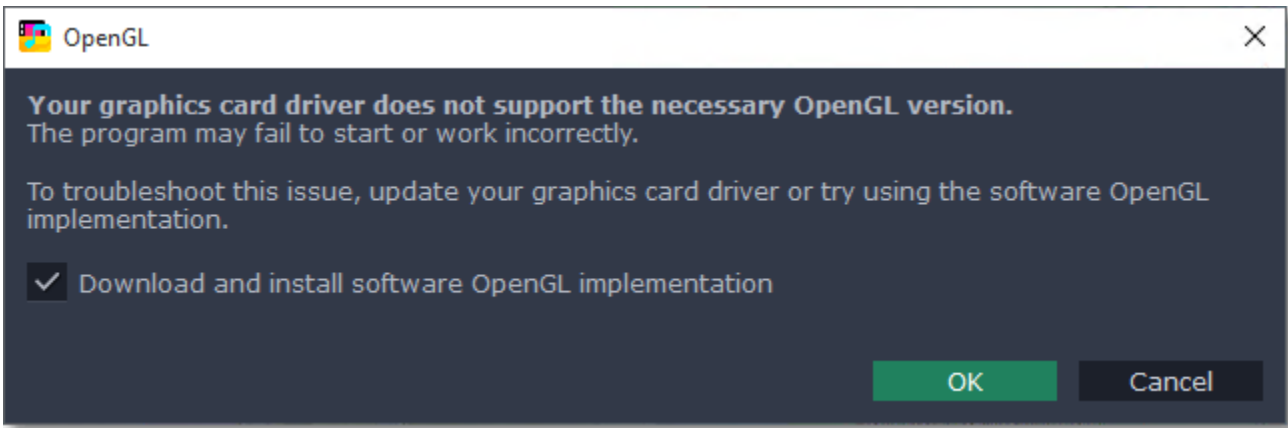 OpenGL
Your graphics card driver does not support the necessary OpenGL version.
The program may fail to start or work incorrectly.
To troubleshoot this issue, update your graphics card driver or try using the software OpenGL
implementation.
Download and install software OpenGL implementation
OK
Cancel